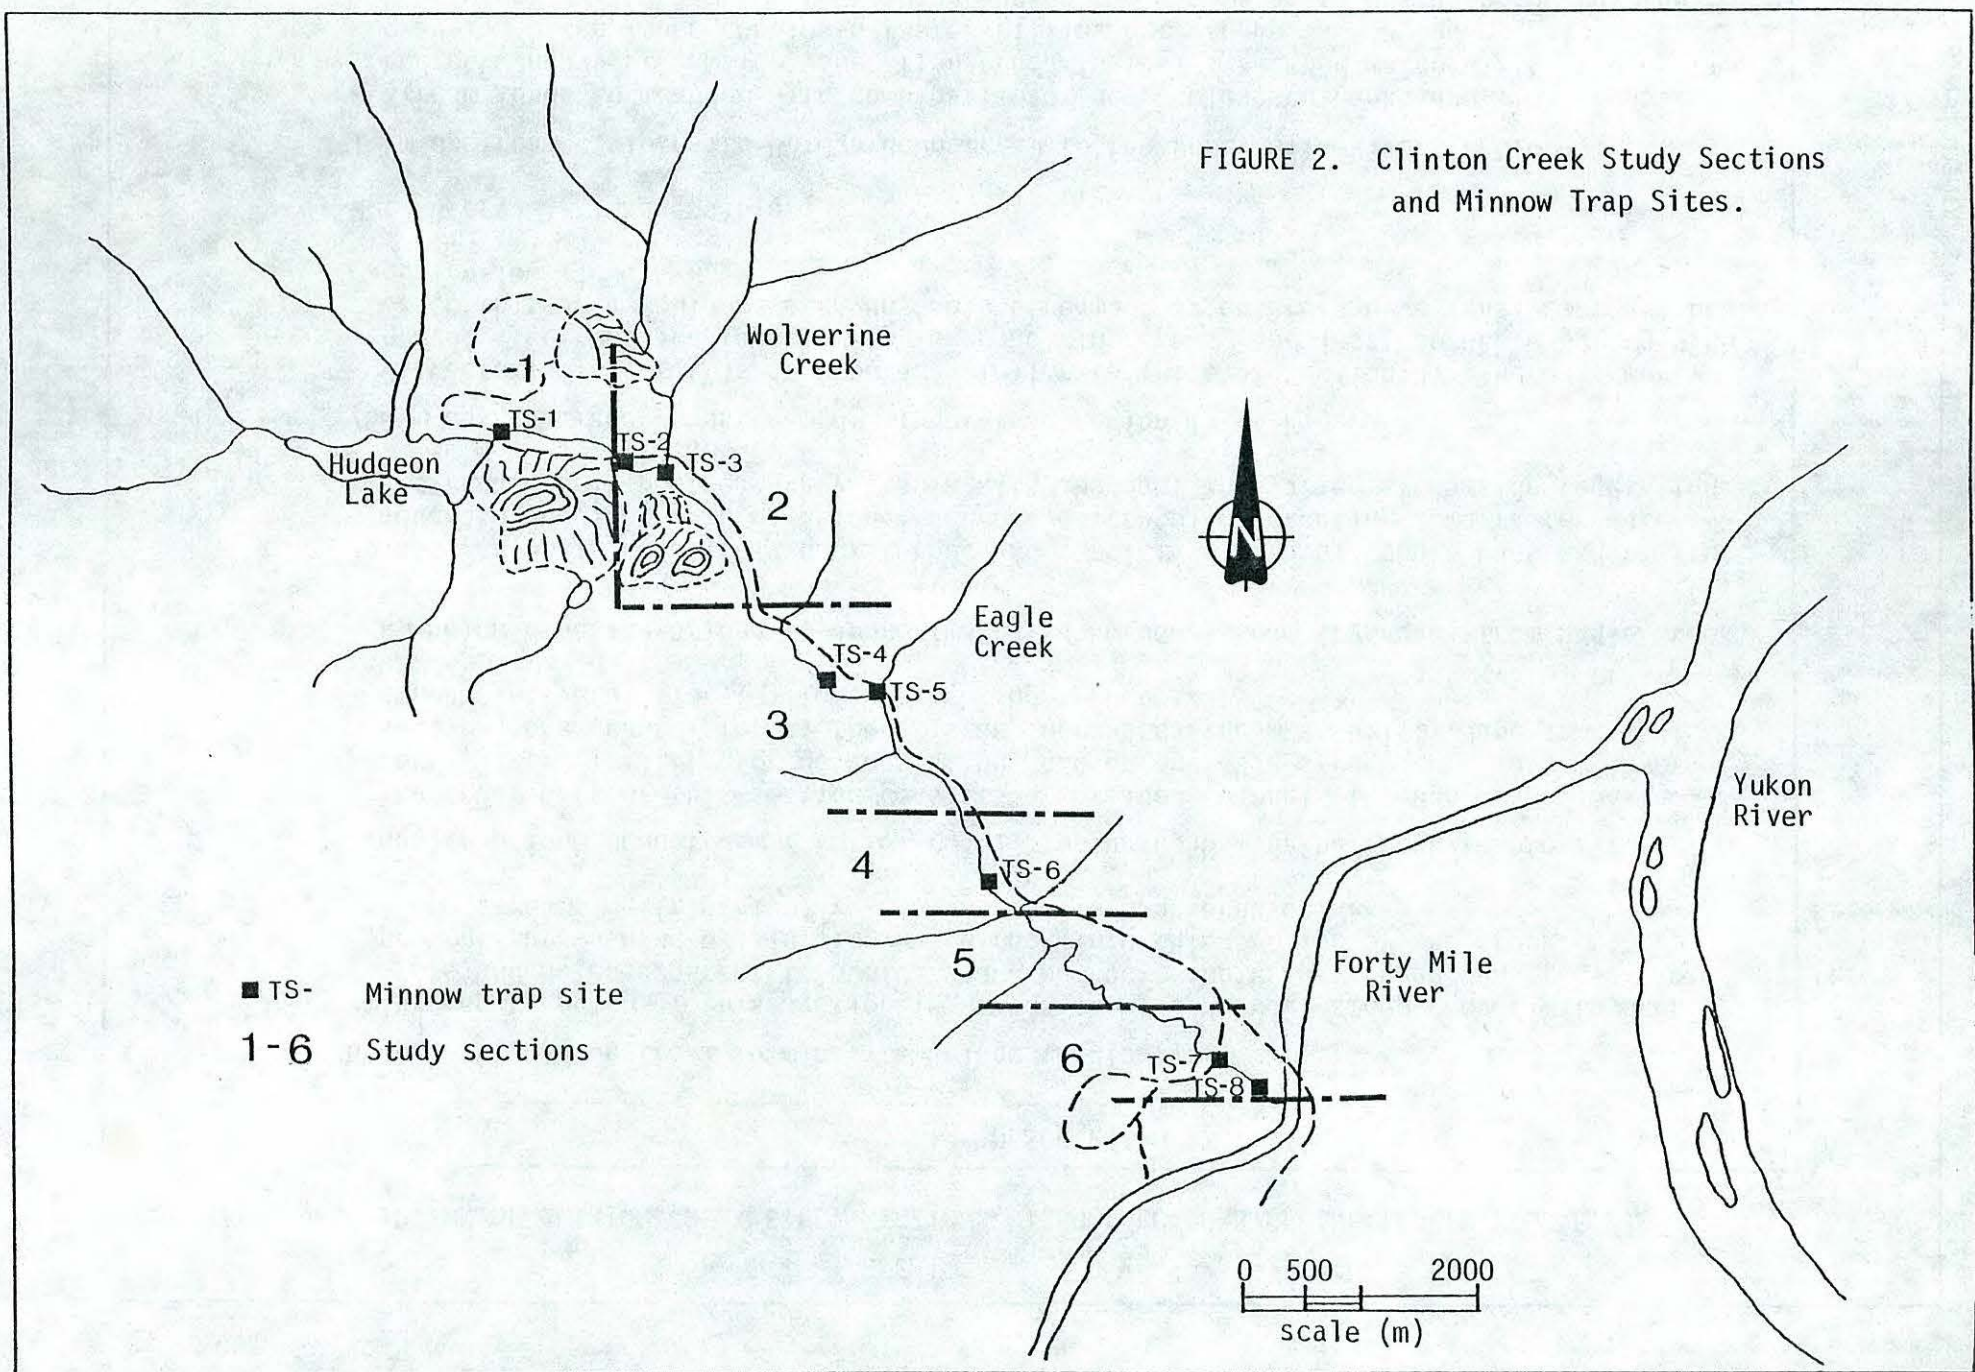 FIGURE 2. Clinton Creek Study Sections
and Minnow Trap Sites.
Wolverine
Creek
1
TS-1
TS-2
TS-3
Hudgeon
Lake
2
N
Eagle
Creek
TS-4
TS-5
3
Yukon
River
4
TS-6
5
Forty Mile
River
■ TS- Minnow trap site
1-6 Study sections
6
TS-7
TS-8
0 500 2000
scale (m)